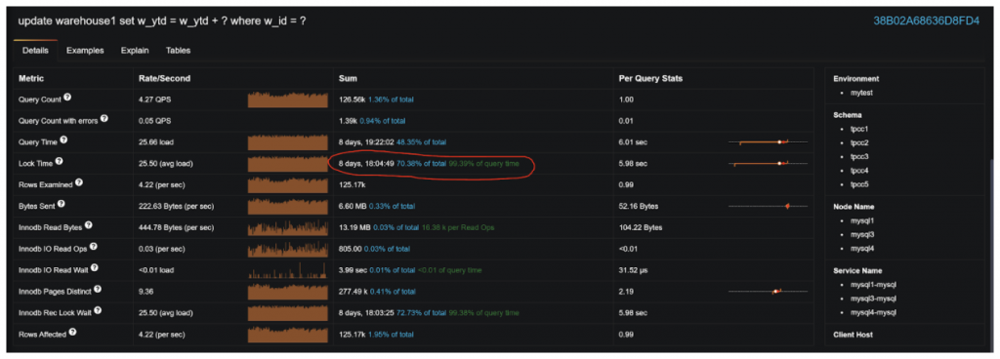 update warehouse1 set w_ytd = w_ytd + ? where w_id = ? 38B02A68636D8FD4
Details Examples Explain Tables
Metric Rate/Second Sum Per Query Stats
Query Count ? 4.27 QPS 126.56k 1.36% of total 1.00
Query Count with errors ? 0.05 QPS 1.39k 0.94% of total 0.01
Query Time ? 25.66 load 8 days, 19:22:02 48.35% of total 6.01 sec
Lock Time ? 25.50 (avg load) 8 days, 18:04:49 70.38% of total 99.39% of query time 5.98 sec
Rows Examined ? 4.22 (per sec) 125.17k 0.99
Bytes Sent ? 222.63 Bytes (per sec) 6.60 MB 0.33% of total 52.16 Bytes
Innodb Read Bytes ? 444.78 Bytes (per sec) 13.19 MB 0.03% of total 16.38 k per Read Ops 104.22 Bytes
Innodb IO Read Ops ? 0.03 (per sec) 805.00 0.03% of total <0.01
Innodb IO Read Wait ? <0.01 load 3.99 sec 0.01% of total <0.01 of query time 31.52 µs
Innodb Pages Distinct ? 9.36 277.49 k 0.41% of total 2.19
Innodb Rec Lock Wait ? 25.50 (avg load) 8 days, 18:03:25 72.73% of total 99.38% of query time 5.98 sec
Rows Affected ? 4.22 (per sec) 125.17k 1.95% of total 0.99
Environment
mytest
Schema
tpcc1
tpcc2
tpcc3
tpcc4
tpcc5
Node Name
mysql1
mysql3
mysql4
Service Name
mysql1-mysql
mysql3-mysql
mysql4-mysql
Client Host